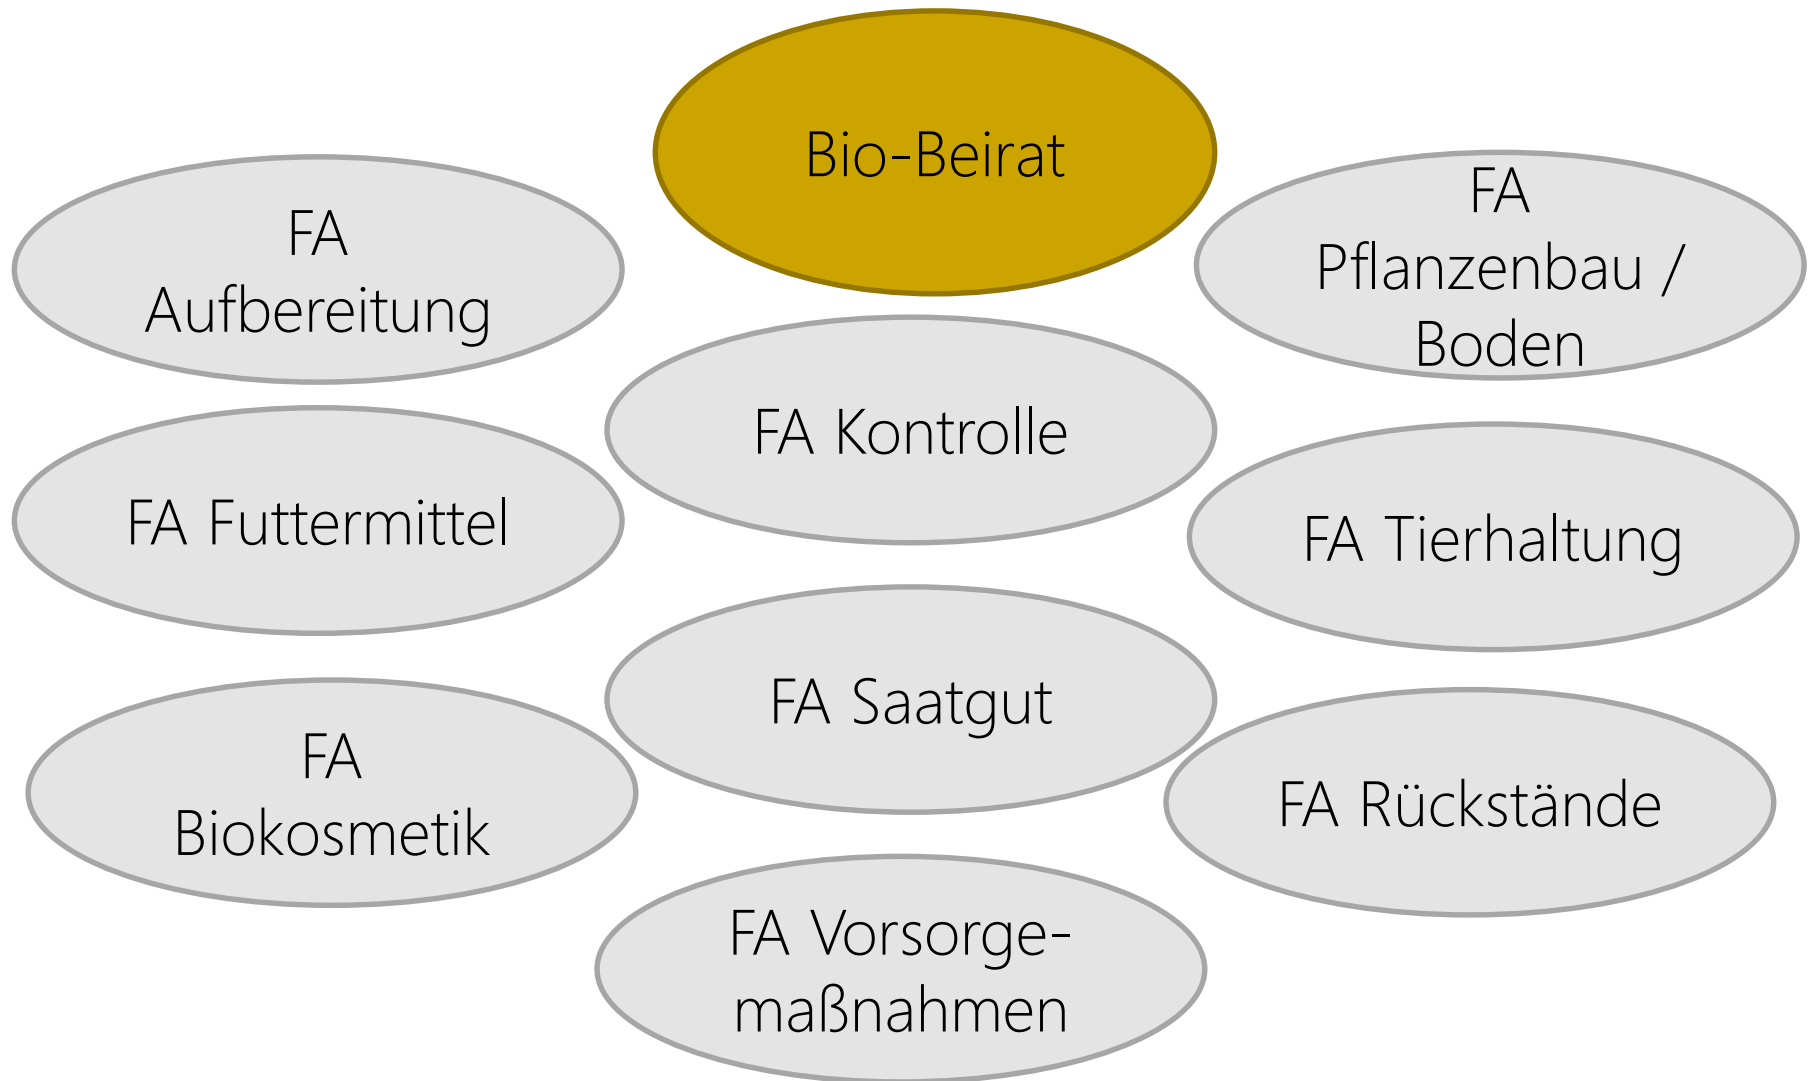 Bio-Beirat
FA
Aufbereitung
FA
Pflanzenbau /
Boden
FA Kontrolle
FA Futtermittel
FA Tierhaltung
FA Saatgut
FA
Biokosmetik
FA Rückstände
FA Vorsorge-
maßnahmen